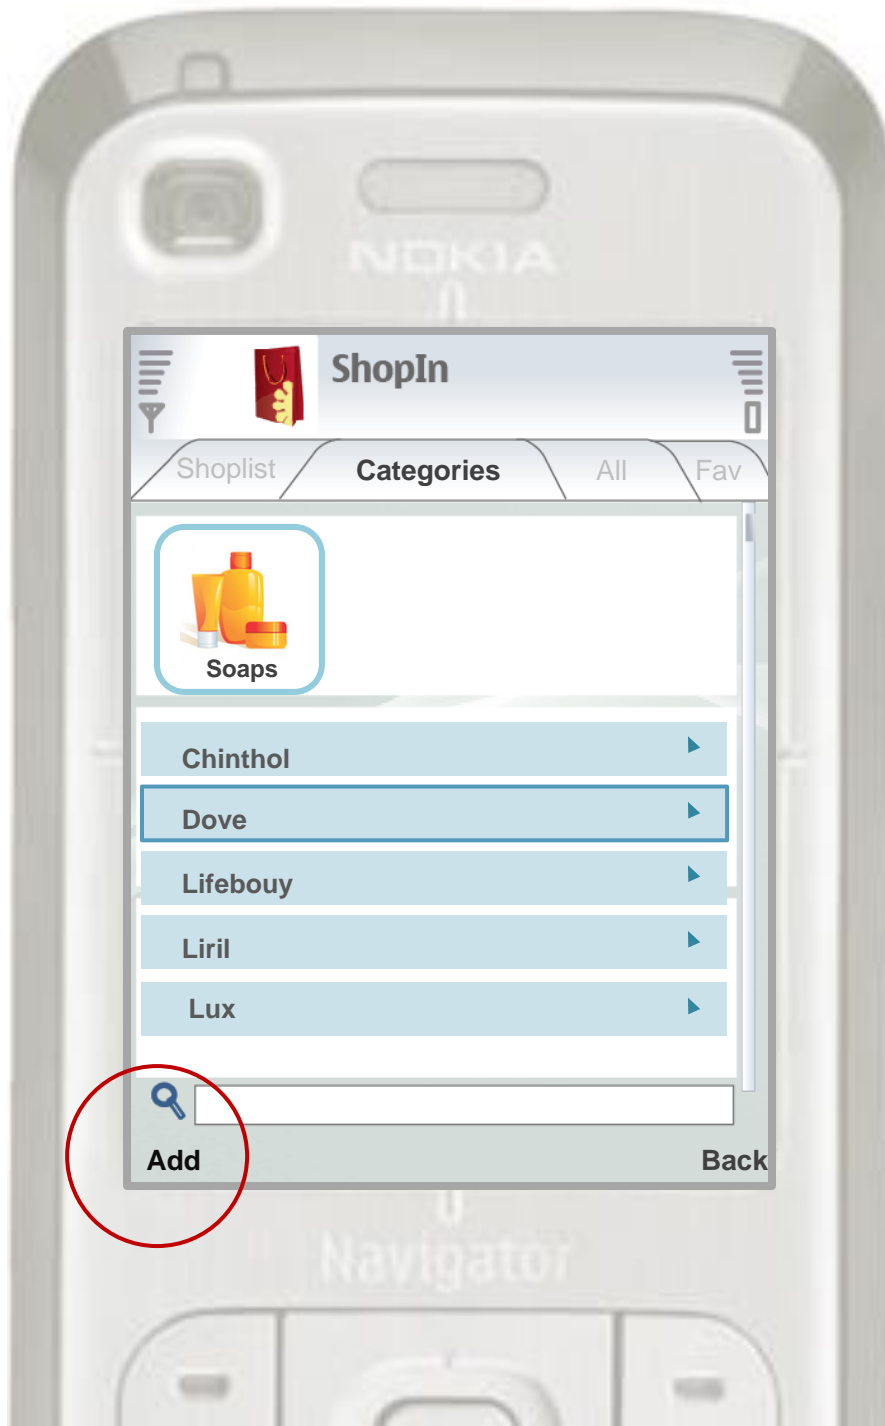 NOKIA
ShopIn
Shoplist Categories All Fav
Soaps
Chinthol
Dove
Lifebouy
Liril
Lux
Add Back
Navigator